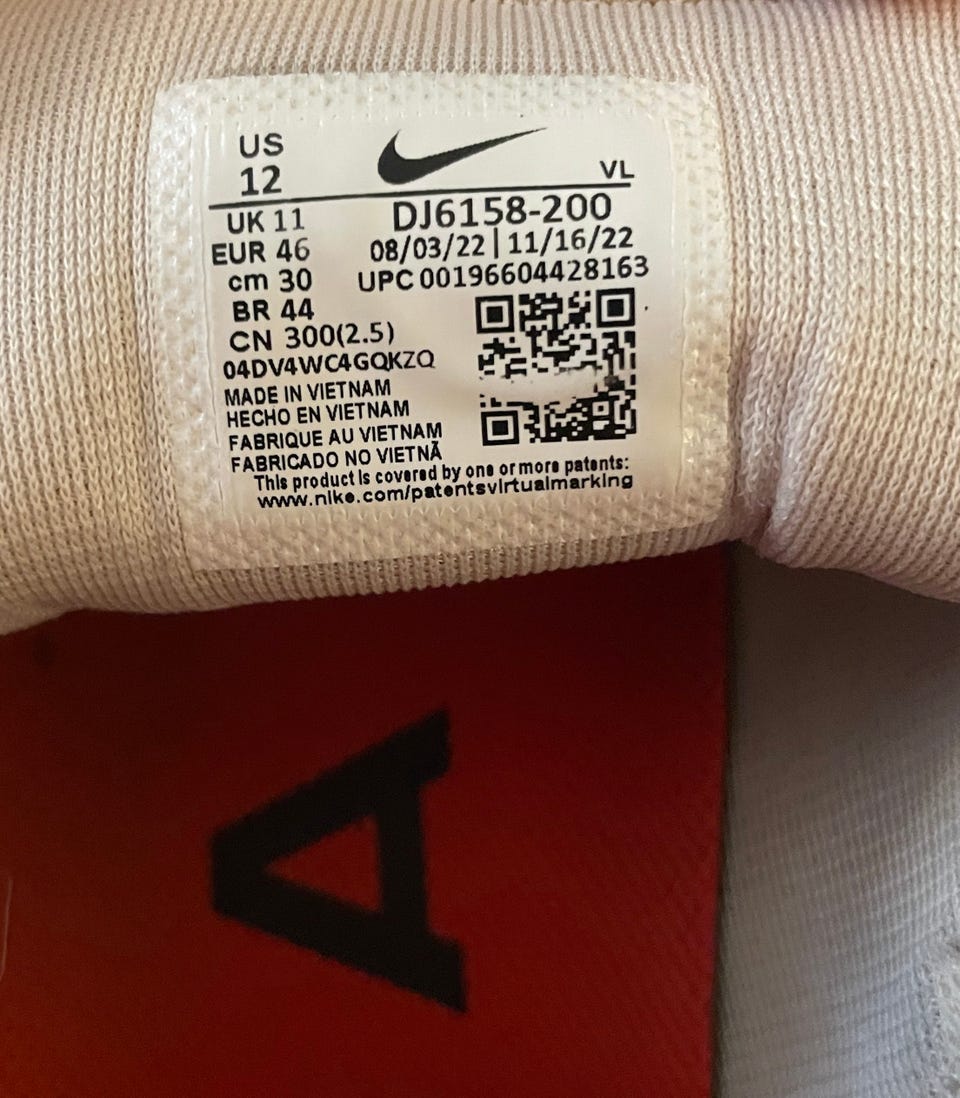 US
12
VL
UK 11
DJ6158-200
EUR 46
08/03/22 | 11/16/22
cm 30
UPC 00196604428163
BR 44
CN 300(2.5)
04DV4WC4GQKZQ
MADE IN VIETNAM
HECHO EN VIETNAM
FABRIQUE AU VIETNAM
FABRICADO NO VIETNÃ
This product is covered by one or more patents:
www.nike.com/patentsvirtualmarking
A